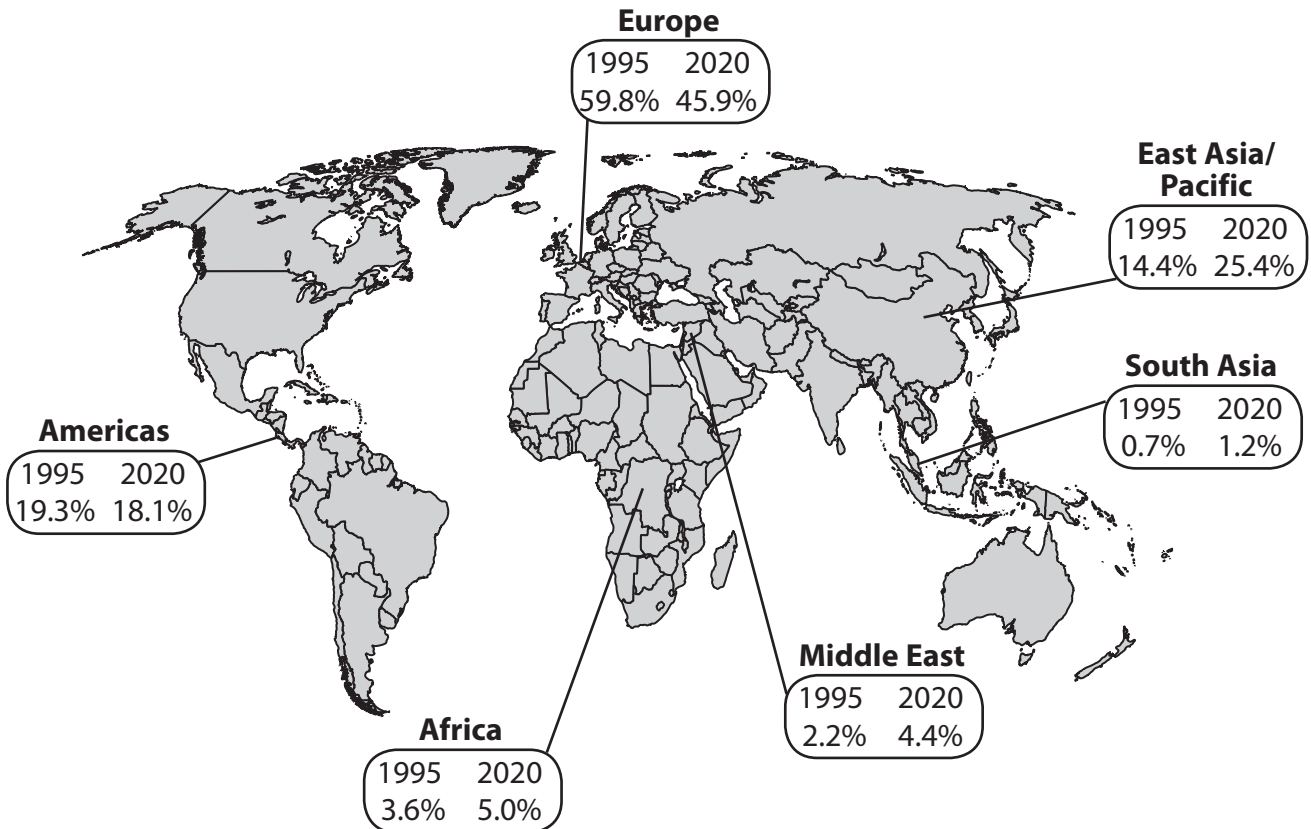 Europe
1995 2020
59.8% 45.9%
East Asia/
Pacific
1995 2020
14.4% 25.4%
South Asia
1995 2020
0.7% 1.2%
Americas
1995 2020
19.3% 18.1%
Middle East
1995 2020
2.2% 4.4%
Africa
1995 2020
3.6% 5.0%